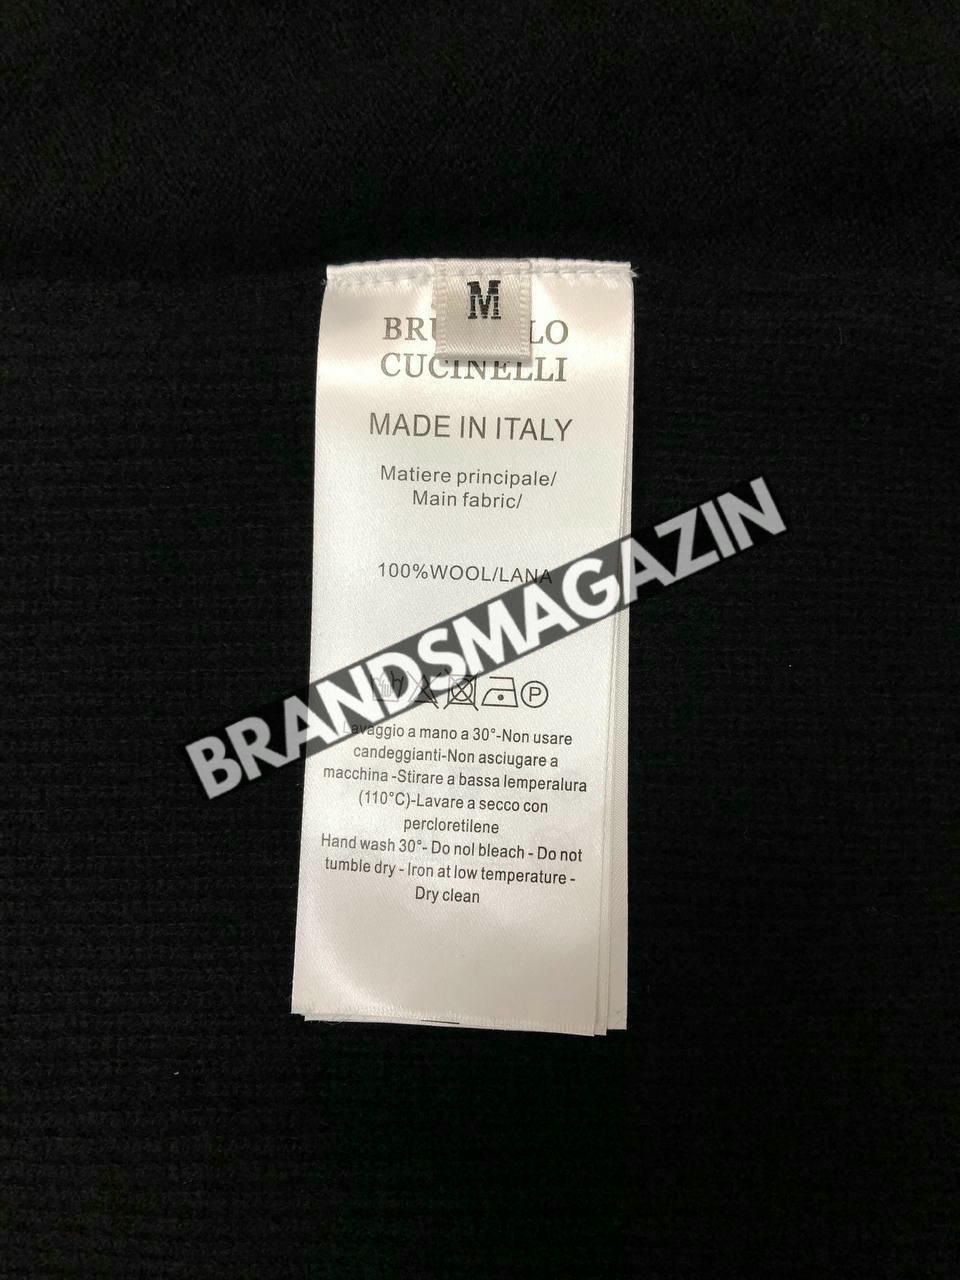 M
BRU LO
CUCINELLI
MADE IN ITALY
Matiere principale/
Main fabric/
100%WOOL/LANA
BRANDSMAGAZIN
P
Lavaggio a mano a 30°-Non usare
candeggianti-Non asciugare a
macchina -Stirare a bassa lemperalura
(110°C)-Lavare a secco con
percloretilene
Hand wash 30°- Do nol bleach - Do not
tumble dry - Iron at low temperature -
Dry clean